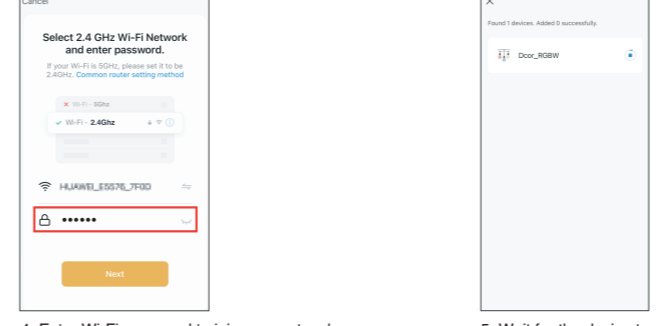 Cancel
Select 2.4 GHz Wi-Fi Network
and enter password.
If your Wi-Fi is 5GHz, please set it to be
2.4GHz. Common router setting method
Wi-Fi - 5Ghz
Wi-Fi - 2.4Ghz
HUAWEI_E5576_7F0D
••••••
Next
Found 1 devices. Added 0 successfully.
Dcor_RGBW